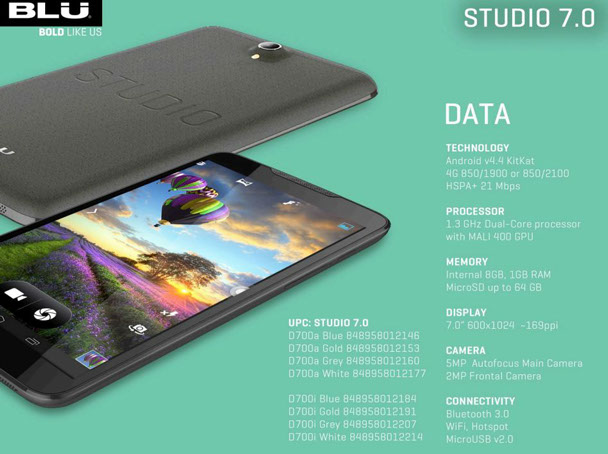 BLU
BOLD LIKE US
STUDIO 7.0
STUDIO
DATA
TECHNOLOGY
Android v4.4 KitKat
4G 850/1900 or 850/2100
HSPA+ 21 Mbps
PROCESSOR
1.3 GHz Dual-Core processor
with MALI 400 GPU
MEMORY
Internal 8GB, 1GB RAM
MicroSD up to 64 GB
DISPLAY
7.0" 600x1024 ~169ppi
CAMERA
5MP Autofocus Main Camera
2MP Frontal Camera
CONNECTIVITY
Bluetooth 3.0
WiFi, Hotspot
MicroUSB v2.0
UPC: STUDIO 7.0
D700a Blue 848958012146
D700a Gold 848958012153
D700a Grey 848958012160
D700a White 848958012177
D700i Blue 848958012184
D700i Gold 848958012191
D700i Grey 848958012207
D700i White 848958012214